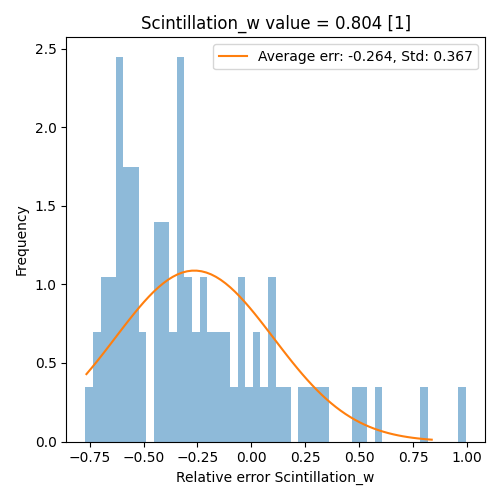 Scintillation_w value = 0.804 [1]
Average err: -0.264, Std: 0.367
2.5
2.0
1.5
1.0
0.5
0.0
Frequency
−0.75 −0.50 −0.25 0.00 0.25 0.50 0.75 1.00
Relative error Scintillation_w